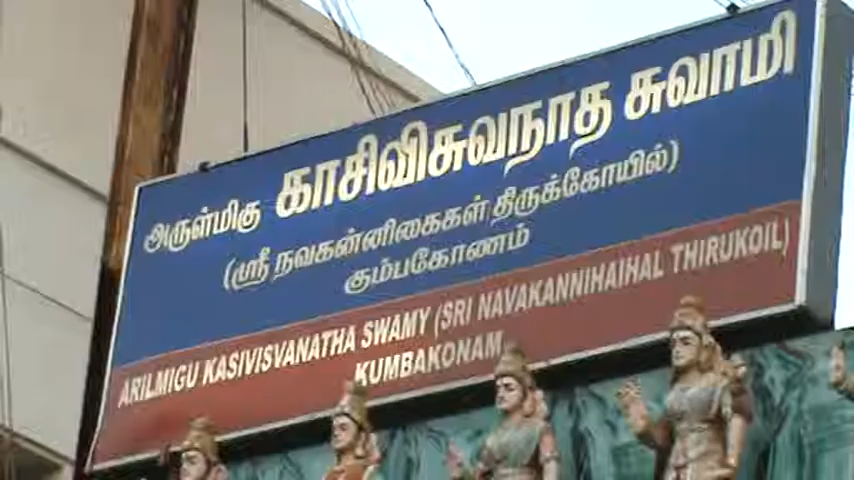 அருள்மிகு காசிவிசுவநாத சுவாமி
(ஸ்ரீ நவகன்னிகைகள் திருக்கோயில்)
கும்பகோணம்
ARILMIGU KASIVISVANATHA SWAMY (SRI NAVAKANNIHAIHAL THIRUKOIL)
KUMBAKONAM